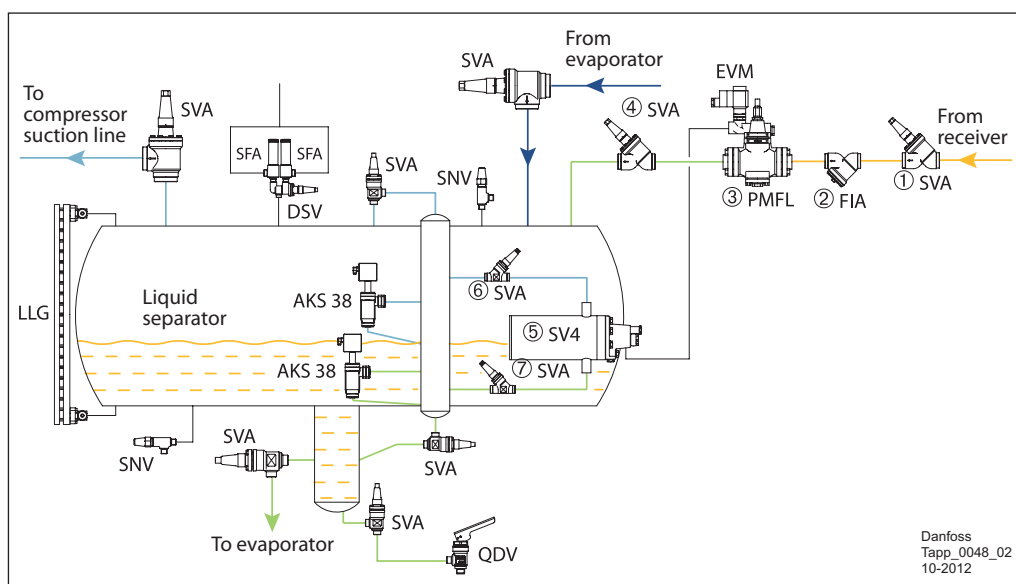 To
compressor
suction line
SVA
SFA
SFA
DSV
SVA
SNV
SVA
From
evaporator
④ SVA
EVM
③ PMFL
② FIA
① SVA
From
receiver
LLG
Liquid
separator
AKS 38
AKS 38
⑥ SVA
⑤ SV4
⑦ SVA
SNV
SVA
SVA
To evaporator
SVA
QDV
Danfoss
Tapp_0048_02
10-2012